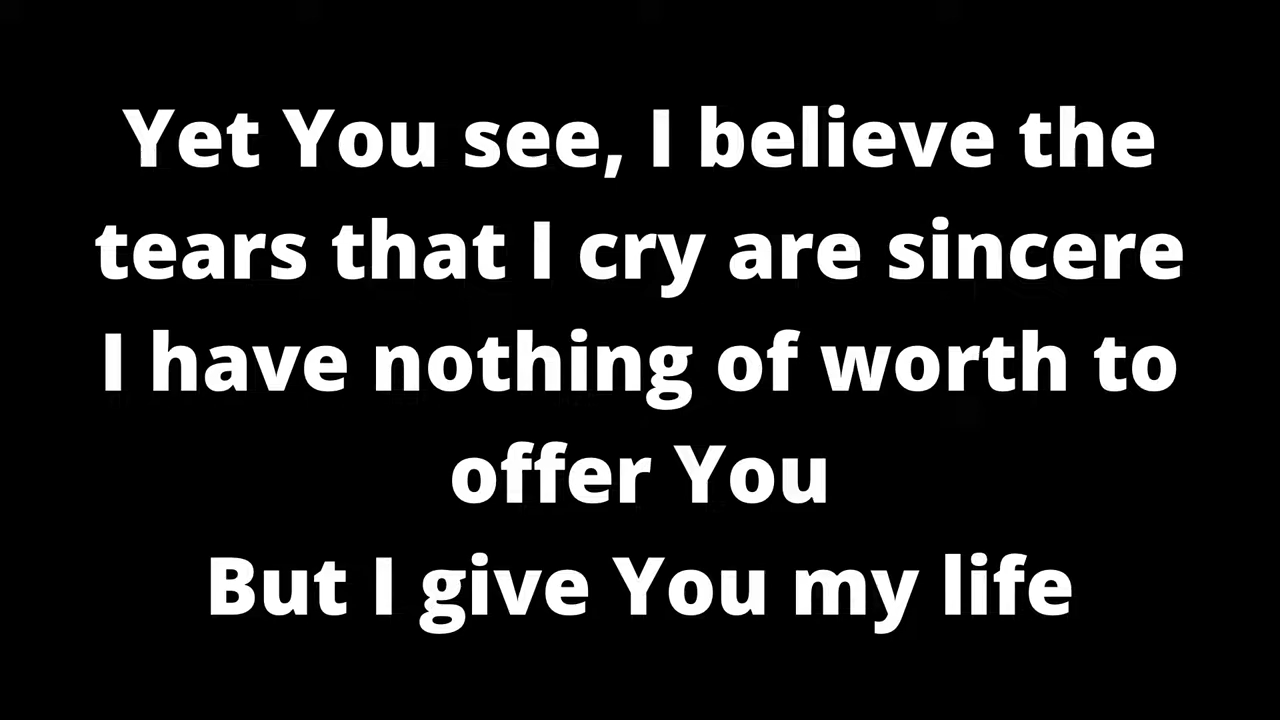 Yet You see, I believe the
tears that I cry are sincere
I have nothing of worth to
offer You
But I give You my life